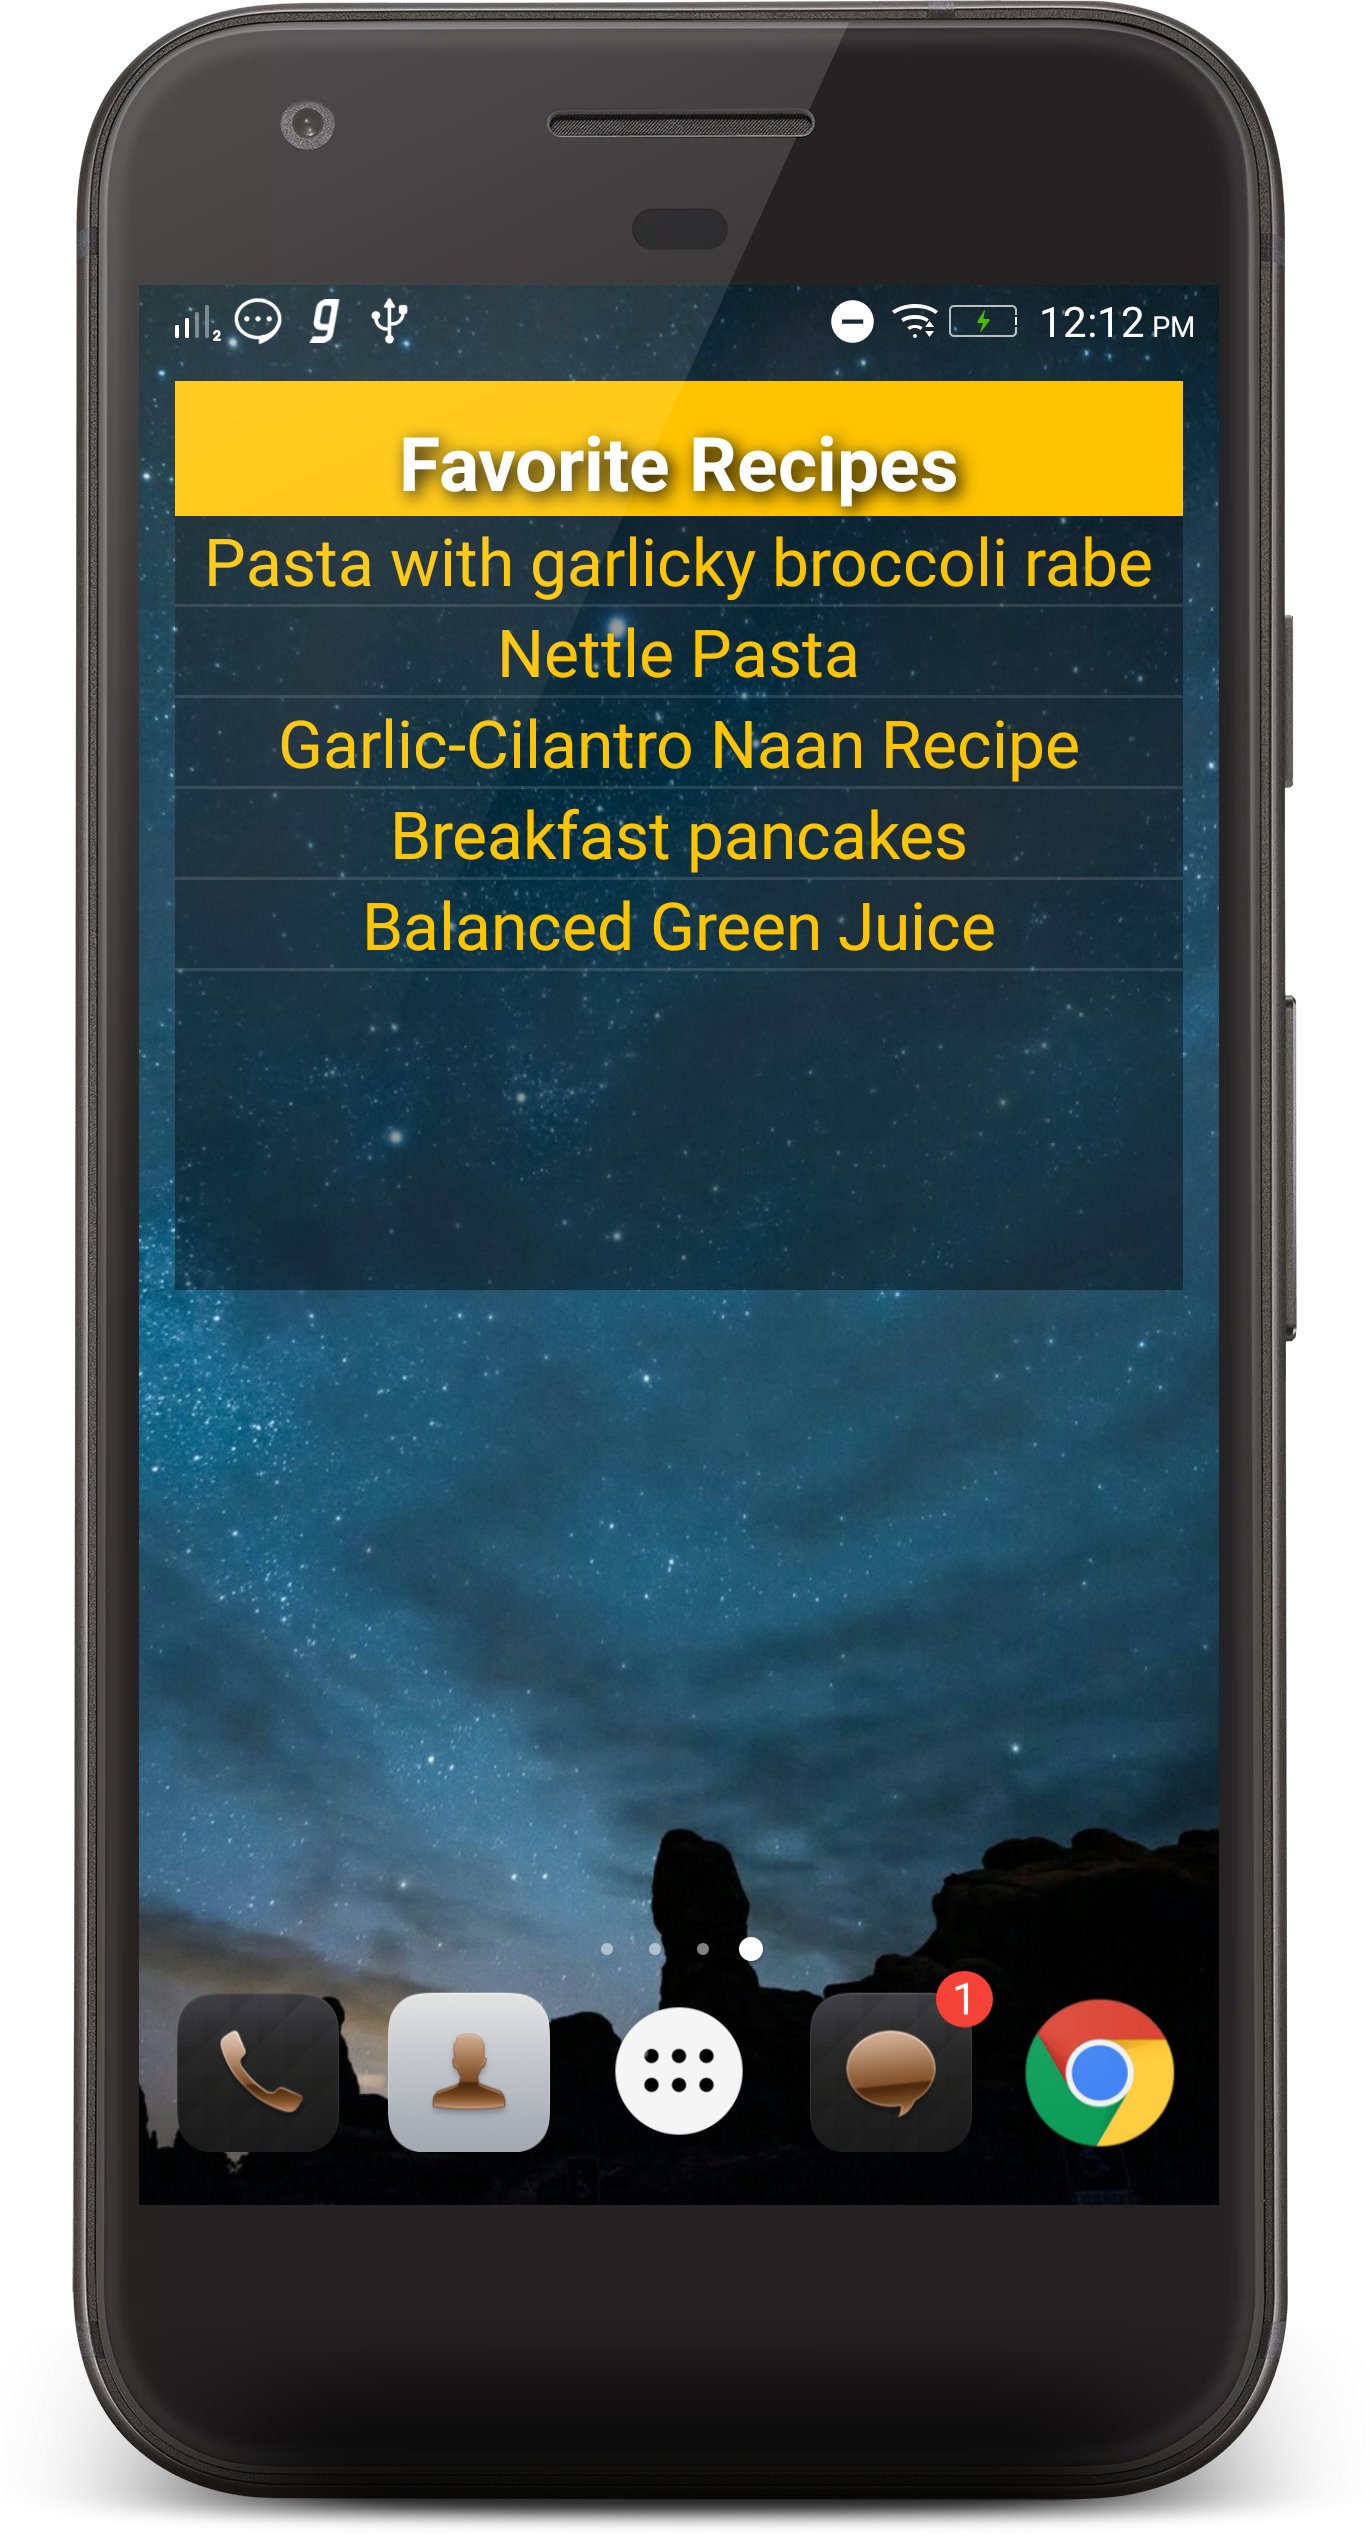 2 g 12:12 PM
Favorite Recipes
Pasta with garlicky broccoli rabe
Nettle Pasta
Garlic-Cilantro Naan Recipe
Breakfast pancakes
Balanced Green Juice
1